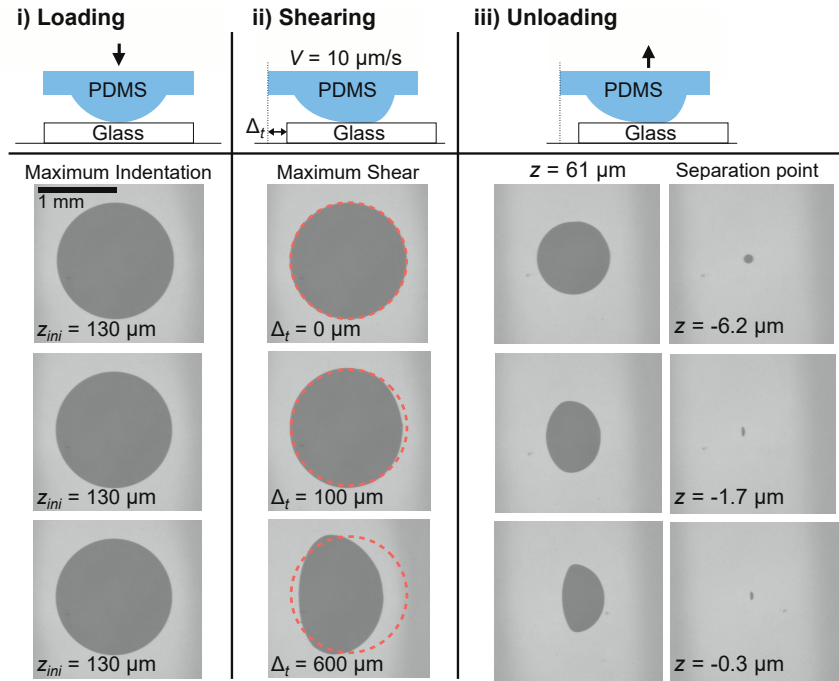 i) Loading
ii) Shearing
iii) Unloading
V = 10 μm/s
PDMS
PDMS
PDMS
Δt
Glass
Glass
Glass
Maximum Indentation
Maximum Shear
z = 61 μm
Separation point
1 mm
zini = 130 μm
Δt = 0 μm
z = -6.2 μm
zini = 130 μm
Δt = 100 μm
z = -1.7 μm
zini = 130 μm
Δt = 600 μm
z = -0.3 μm